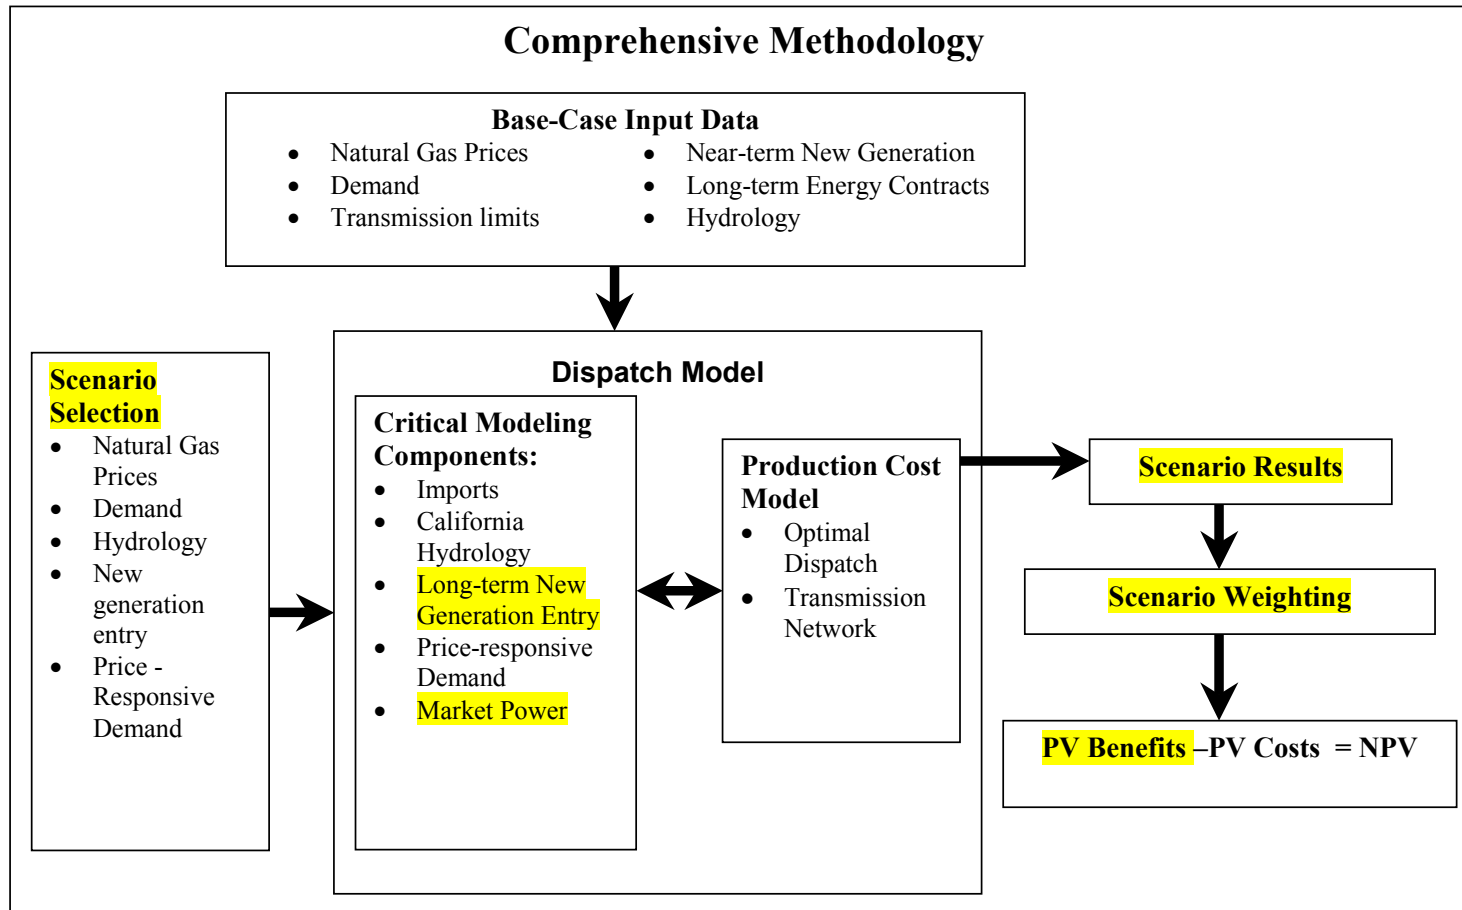 Comprehensive Methodology
Base-Case Input Data
• Natural Gas Prices
• Demand
• Transmission limits
• Near-term New Generation
• Long-term Energy Contracts
• Hydrology
Scenario
Selection
• Natural Gas
Prices
• Demand
• Hydrology
• New
generation
entry
• Price -
Responsive
Demand
Dispatch Model
Critical Modeling
Components:
• Imports
• California
Hydrology
• Long-term New
Generation Entry
• Price-responsive
Demand
• Market Power
Production Cost
Model
• Optimal
Dispatch
• Transmission
Network
Scenario Results
Scenario Weighting
PV Benefits –PV Costs = NPV